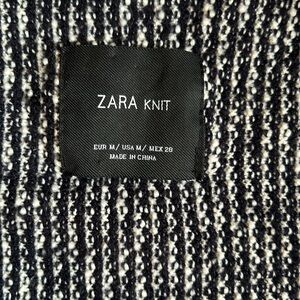 ZARA KNIT
EUR M/ USA M/ MEX 28
MADE IN CHINA